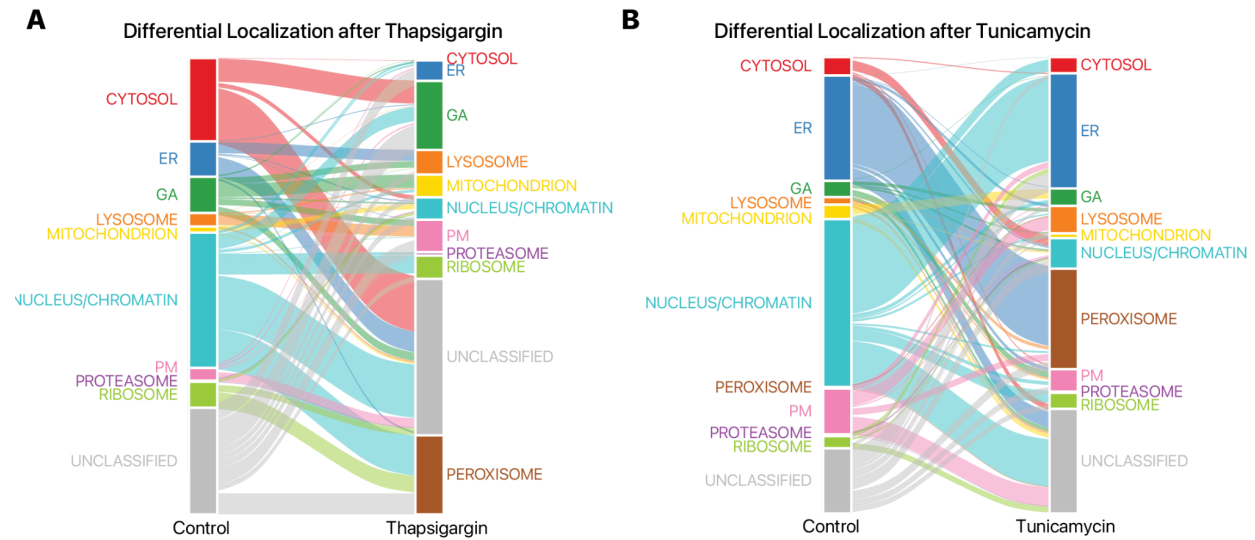 A
Differential Localization after Thapsigargin
CYTOSOL
ER
GA
LYSOSOME
MITOCHONDRION
NUCLEUS/CHROMATIN
PM
PROTEASOME
RIBOSOME
UNCLASSIFIED
CYTOSOL
ER
GA
LYSOSOME
MITOCHONDRION
NUCLEUS/CHROMATIN
PM
PROTEASOME
RIBOSOME
UNCLASSIFIED
PEROXISOME
Control
Thapsigargin
B
Differential Localization after Tunicamycin
CYTOSOL
ER
GA
LYSOSOME
MITOCHONDRION
NUCLEUS/CHROMATIN
PEROXISOME
PM
PROTEASOME
RIBOSOME
UNCLASSIFIED
CYTOSOL
ER
GA
LYSOSOME
MITOCHONDRION
NUCLEUS/CHROMATIN
PEROXISOME
PM
PROTEASOME
RIBOSOME
UNCLASSIFIED
Control
Tunicamycin